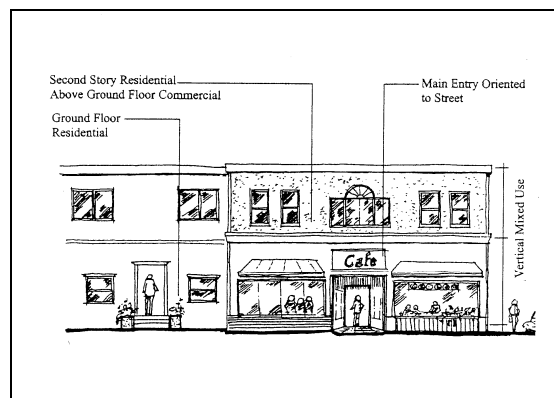 Second Story Residential
Above Ground Floor Commercial
Ground Floor
Residential
Main Entry Oriented
to Street
Cafe
Vertical Mixed Use